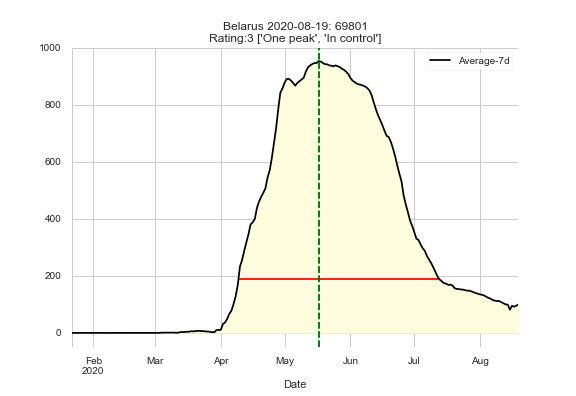 Belarus 2020-08-19: 69801
Rating:3 ['One peak', 'In control']
1000
Average-7d
800
600
400
200
0
Feb Mar Apr May Jun Jul Aug
2020
Date